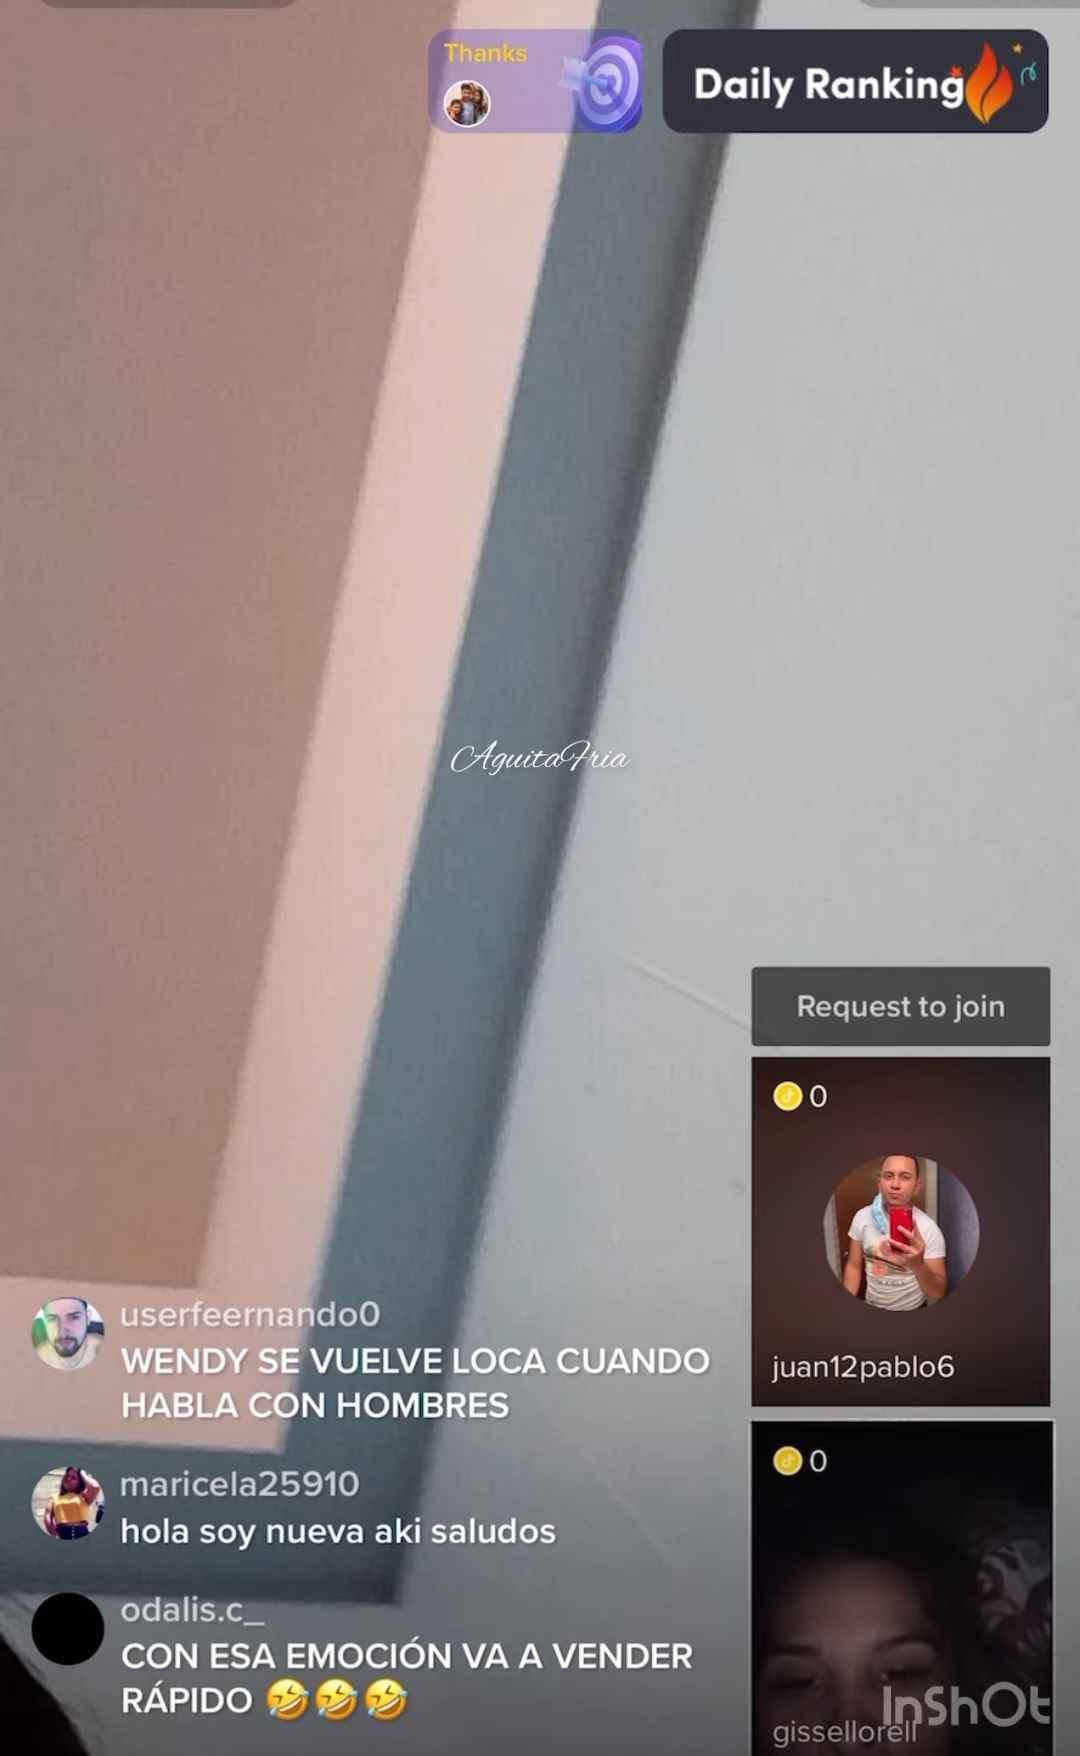 Thanks
Daily Ranking
AguitaFria
Request to join
0
juan12pablo6
userfeernando0
WENDY SE VUELVE LOCA CUANDO
HABLA CON HOMBRES
maricela25910
hola soy nueva aki saludos
odalis.c_
CON ESA EMOCIÓN VA A VENDER
RÁPIDO 🤣🤣🤣
0
InShOt
gissellorell